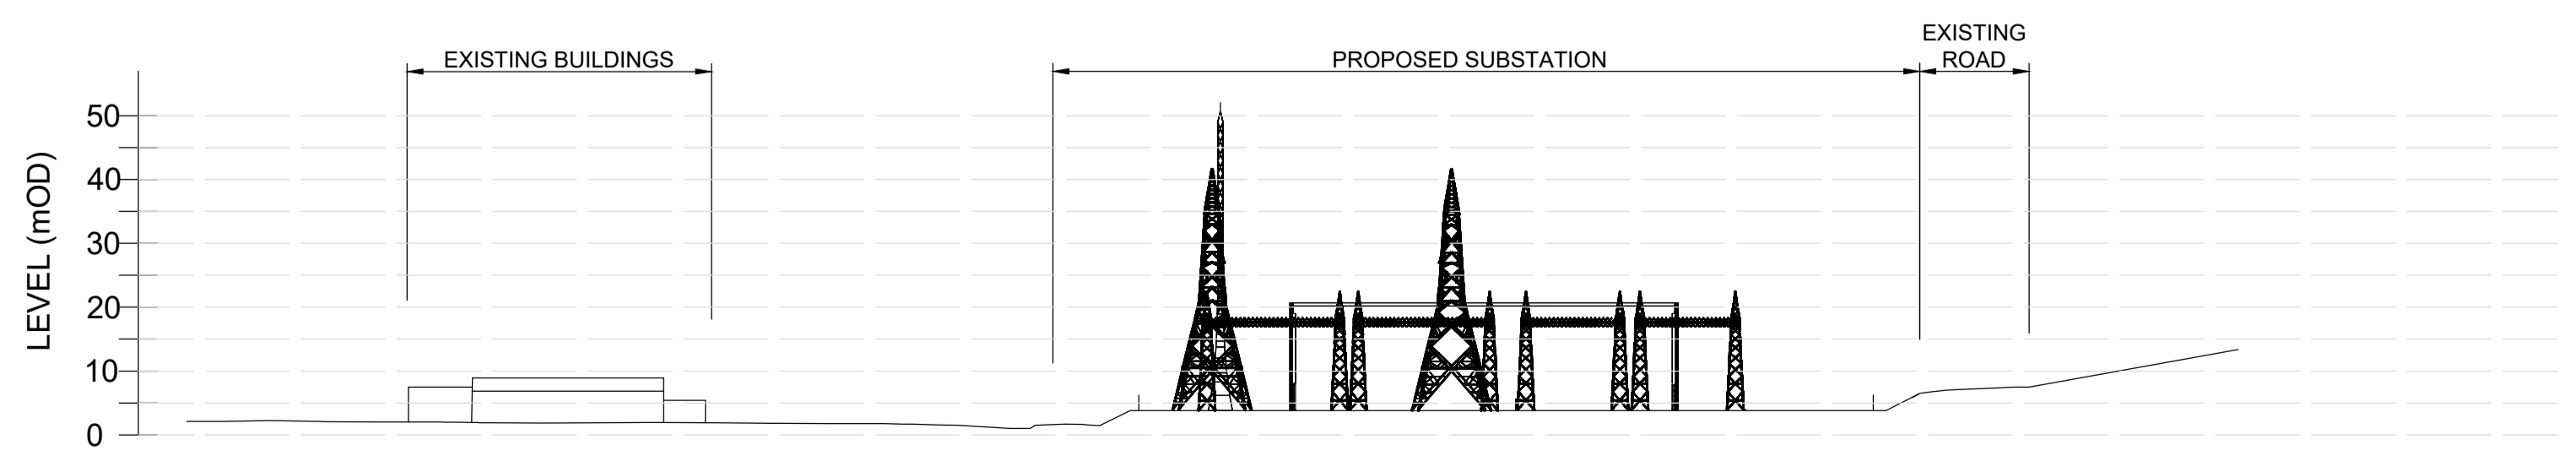 EXISTING BUILDINGS
PROPOSED SUBSTATION
EXISTING
ROAD
LEVEL (mOD)
50
40
30
20
10
0